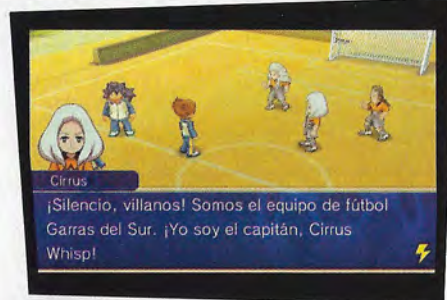 Cirrus
¡Silencio, villanos! Somos el equipo de fútbol
Garras del Sur. ¡Yo soy el capitán, Cirrus
Whisp!